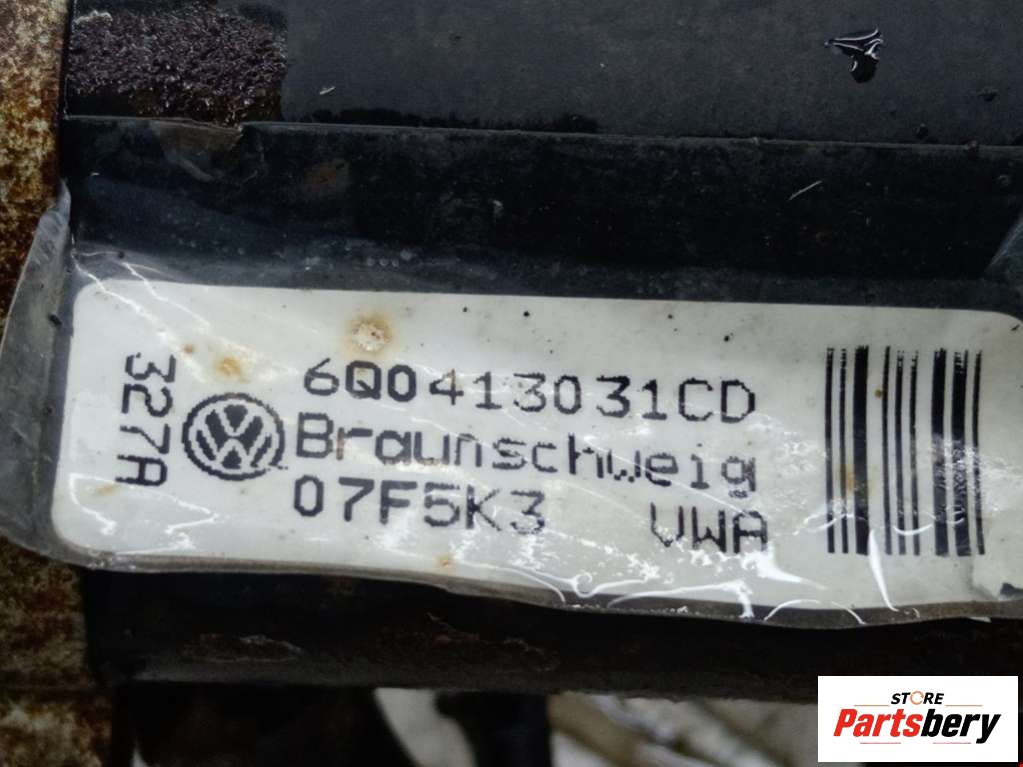 327A
6Q0413031CD
Braunschweig
07F5K3 VWA
STORE
Partsbery